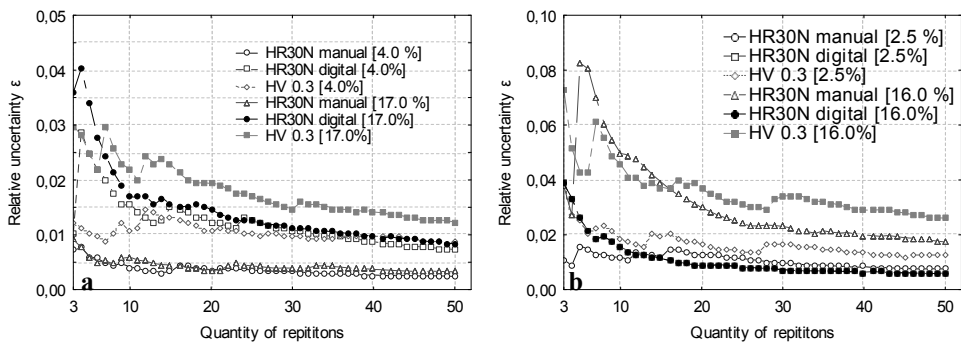 0,05
0,04
0,03
0,02
0,01
0,00
Relative uncertainty ε
HR30N manual [4.0 %]
HR30N digital [4.0%]
HV 0.3 [4.0%]
HR30N manual [17.0 %]
HR30N digital [17.0%]
HV 0.3 [17.0%]
a
3 10 20 30 40 50
Quantity of repititons
0,10
0,08
0,06
0,04
0,02
0,00
Relative uncertainty ε
HR30N manual [2.5 %]
HR30N digital [2.5%]
HV 0.3 [2.5%]
HR30N manual [16.0 %]
HR30N digital [16.0%]
HV 0.3 [16.0%]
b
3 10 20 30 40 50
Quantity of repititons